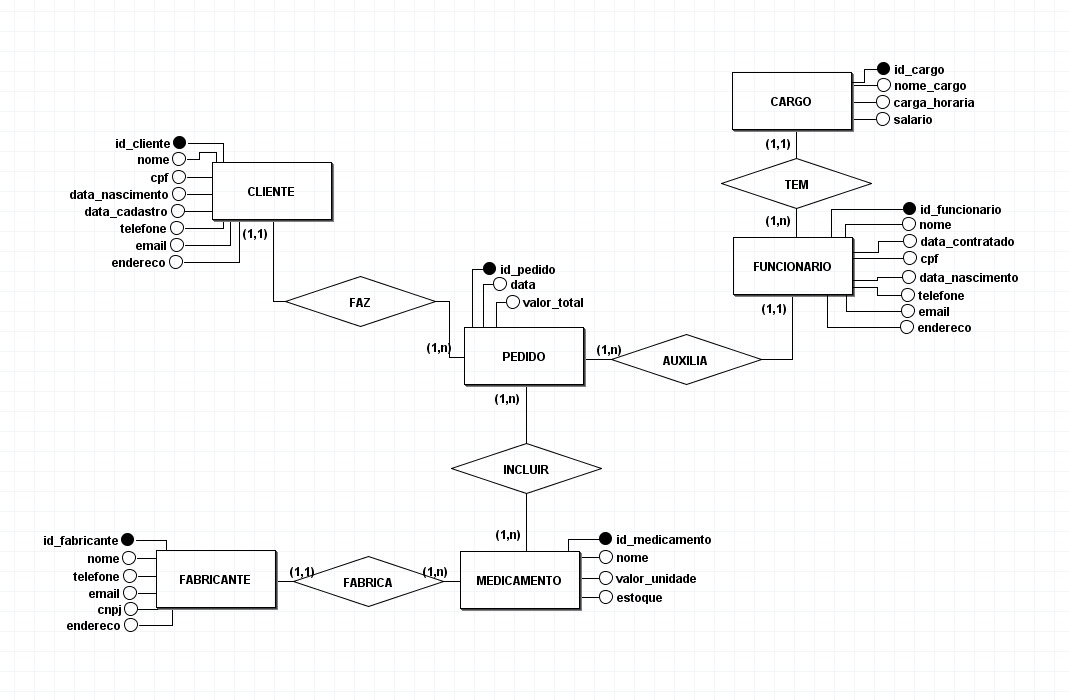 id_cargo
nome_cargo
CARGO
carga_horaria
salario
(1,1)
TEM
(1,n)
id_cliente
nome
cpf
CLIENTE
data_nascimento
data_cadastro
telefone
(1,1)
email
endereco
id_funcionario
nome
data_contratado
cpf
FUNCIONARIO
data_nascimento
telefone
(1,1)
email
endereco
id_pedido
data
valor_total
FAZ
(1,n)
PEDIDO
(1,n)
AUXILIA
(1,n)
INCLUIR
(1,n)
id_fabricante
nome
telefone
FABRICANTE
email
cnpj
endereco
(1,1)
FABRICA
(1,n)
MEDICAMENTO
id_medicamento
nome
valor_unidade
estoque